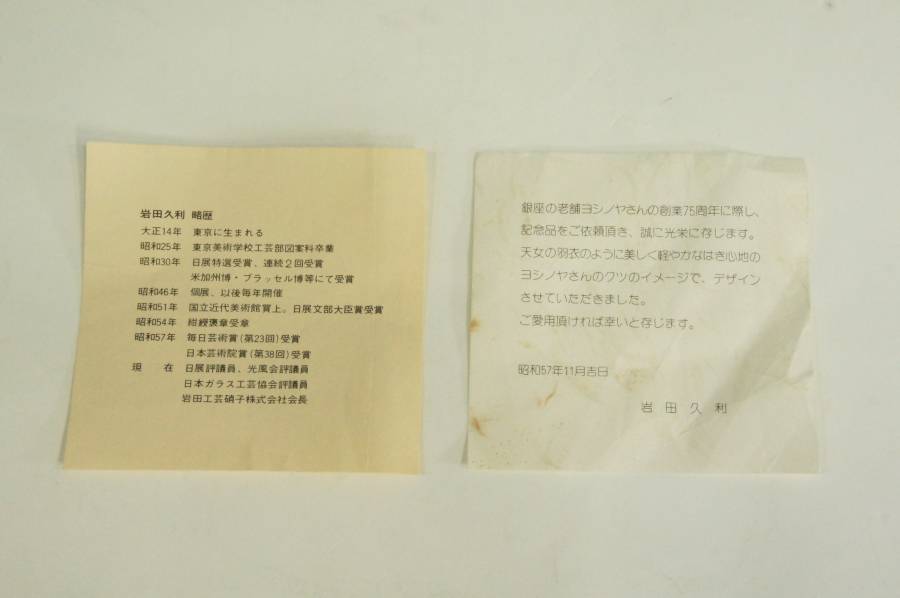 岩田久利 略歴
大正14年 東京に生まれる
昭和25年 東京美術学校工芸部図案科卒業
昭和30年 日展特選受賞、連続2回受賞
米加州博・ブラッセル博等にて受賞
昭和46年 個展、以後毎年開催
昭和51年 国立近代美術館買上。日展文部大臣賞受賞
昭和54年 紺綬褒章受章
昭和57年 毎日芸術賞(第23回)受賞
日本芸術院賞(第38回)受賞
現 在 日展評議員、光風会評議員
日本ガラス工芸協会評議員
岩田工芸硝子株式会社会長
銀座の老舗ヨシノヤさんの創業75周年に際し、
記念品をご依頼頂き、誠に光栄に存じます。
天女の羽衣のように美しく軽やかなはき心地の
ヨシノヤさんのクツのイメージで、デザイン
させていただきました。
ご愛用頂ければ幸いと存じます。
昭和57年11月吉日
岩 田 久 利